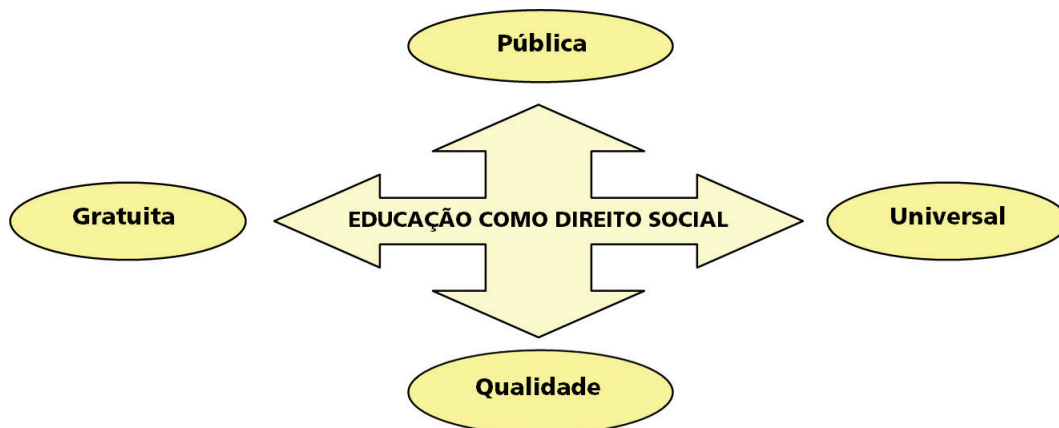 Pública
Gratuita
EDUCAÇÃO COMO DIREITO SOCIAL
Universal
Qualidade